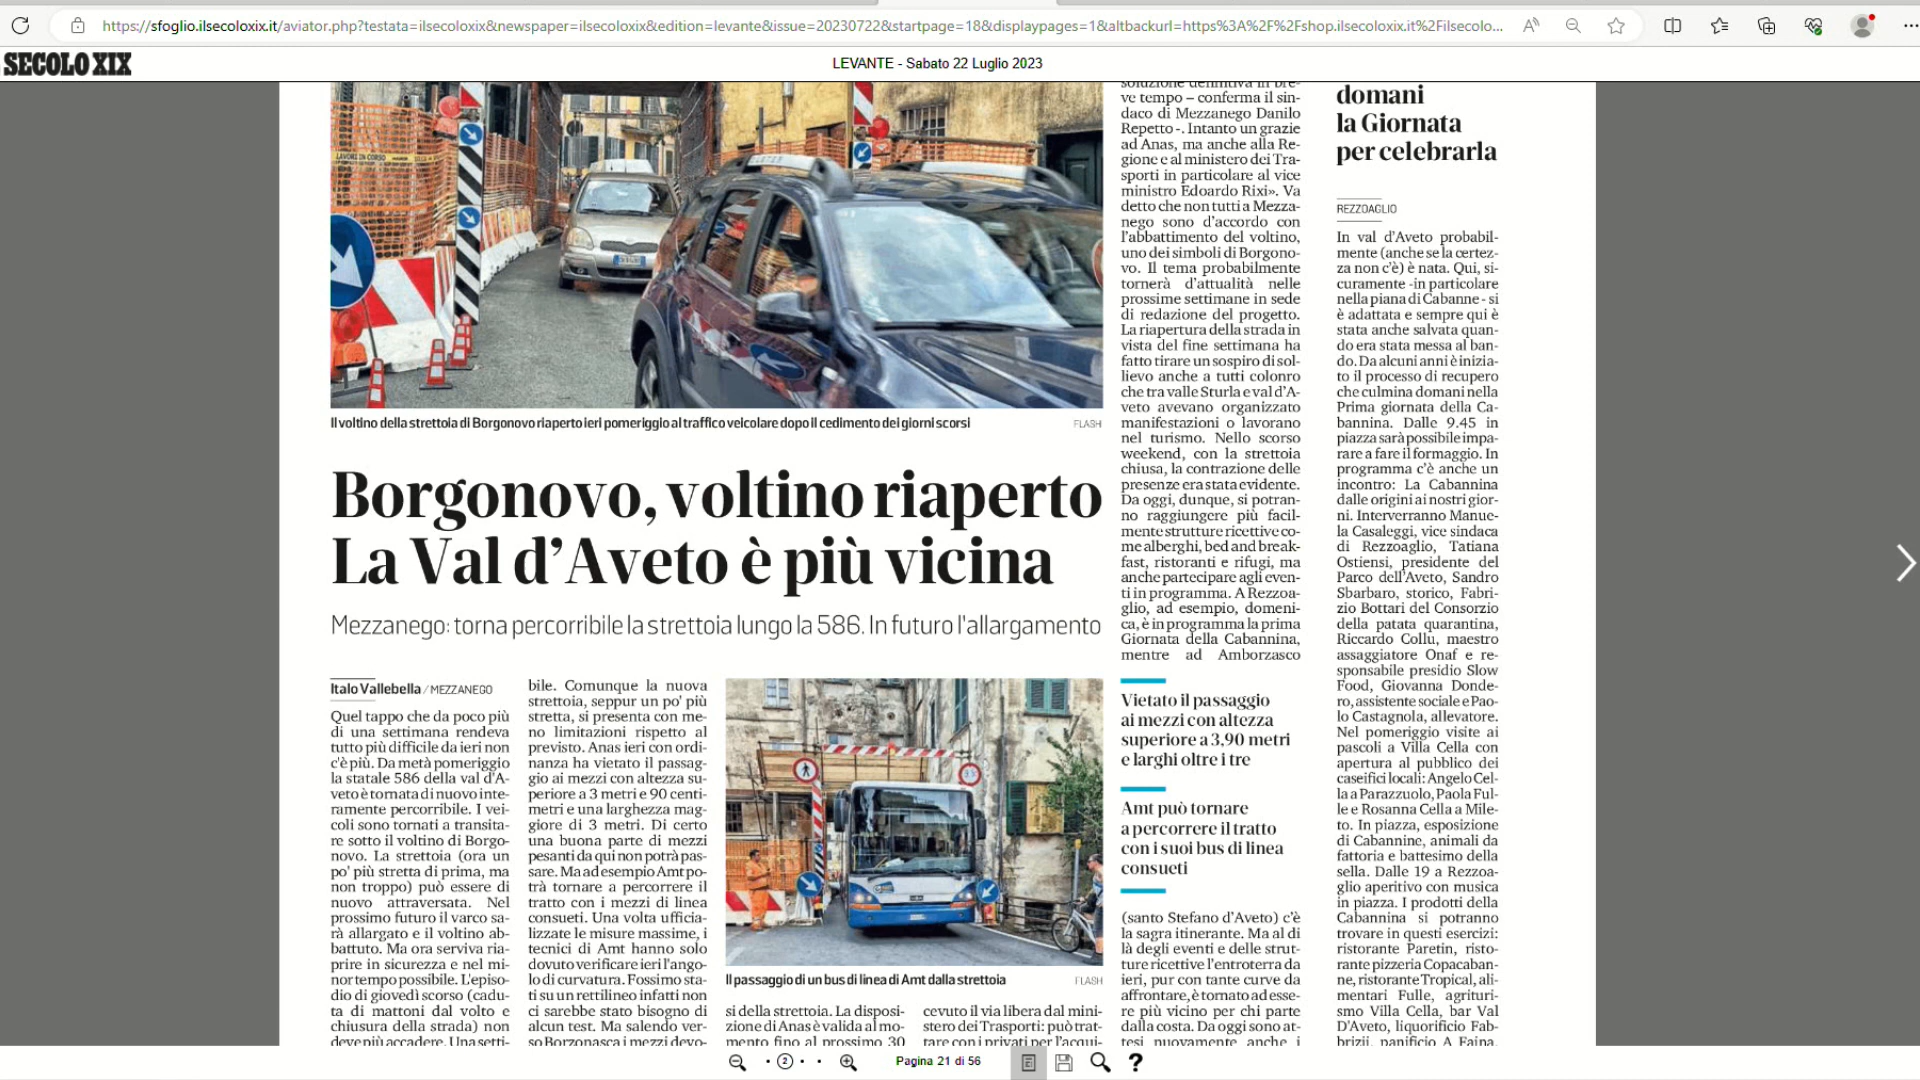 https://sfoglio.ilsecoloxix.it/aviator.php?testata=ilsecoloxix&newspaper=ilsecoloxix&edition=levante&issue=20230722&startpage=18&displaypages=1&altbackurl=https%3A%2F%2Fshop.ilsecoloxix.it%2Filsecolo...
SECOLO XIX
LEVANTE - Sabato 22 Luglio 2023
LAVORI IN CORSO
Il voltino della strettoia di Borgonovo riaperto ieri pomeriggio al traffico veicolare dopo il cedimento dei giorni scorsi
FLASH
Borgonovo, voltino riaperto
La Val d'Aveto è più vicina
Mezzanego: torna percorribile la strettoia lungo la 586. In futuro l'allargamento
Italo Vallebella / MEZZANEGO
Quel tappo che da poco più
di una settimana rendeva
tutto più difficile da ieri non
c'è più. Da metà pomeriggio
la statale 586 della val d'A-
veto è tornata di nuovo inte-
ramente percorribile. I vei-
coli sono tornati a transita-
re sotto il voltino di Borgo-
novo. La strettoia (ora un
po' più stretta di prima, ma
non troppo) può essere di
nuovo attraversata. Nel
prossimo futuro il varco sa-
rà allargato e il voltino ab-
battuto. Ma ora serviva ria-
prire in sicurezza e nel mi-
nor tempo possibile. L'episo-
dio di giovedì scorso (cadu-
ta di mattoni dal volto e
chiusura della strada) non
deve più accadere. Una setti-
bile. Comunque la nuova
strettoia, seppur un po' più
stretta, si presenta con me-
no limitazioni rispetto al
previsto. Anas ieri con ordi-
nanza ha vietato il passag-
gio ai mezzi con altezza su-
periore a 3 metri e 90 centi-
metri e una larghezza mag-
giore di 3 metri. Di certo
una buona parte di mezzi
pesanti da qui non potrà pas-
sare. Ma ad esempio Amt po-
trà tornare a percorrere il
tratto con i mezzi di linea
consueti. Una volta ufficia-
lizzate le misure massime, i
tecnici di Amt hanno solo
dovuto verificare ieri l'ango-
lo di curvatura. Fossimo sta-
ti su un rettilineo infatti non
ci sarebbe stato bisogno di
alcun test. Ma salendo ver-
so Borzonasca i mezzi devo-
Il passaggio di un bus di linea di Amt dalla strettoia
FLASH
si della strettoia. La disposi-
zione di Anas è valida al mo-
mento fino al prossimo 30
cevuto il via libera dal mini-
stero dei Trasporti: può trat-
tare con i privati per l'acqui-
soluzione definitiva in bre-
ve tempo – conferma il sin-
daco di Mezzanego Danilo
Repetto -. Intanto un grazie
ad Anas, ma anche alla Re-
gione e al ministero dei Tra-
sporti in particolare al vice
ministro Edoardo Rixi». Va
detto che non tutti a Mezza-
nego sono d'accordo con
l'abbattimento del voltino,
uno dei simboli di Borgono-
vo. Il tema probabilmente
tornerà d'attualità nelle
prossime settimane in sede
di redazione del progetto.
La riapertura della strada in
vista del fine settimana ha
fatto tirare un sospiro di sol-
lievo anche a tutti colonro
che tra valle Sturla e val d'A-
veto avevano organizzato
manifestazioni o lavorano
nel turismo. Nello scorso
weekend, con la strettoia
chiusa, la contrazione delle
presenze era stata evidente.
Da oggi, dunque, si potran-
no raggiungere più facil-
mente strutture ricettive co-
me alberghi, bed and break-
fast, ristoranti e rifugi, ma
anche partecipare agli even-
ti in programma. A Rezzoa-
glio, ad esempio, domeni-
ca, è in programma la prima
Giornata della Cabannina,
mentre ad Amborzasco
Vietato il passaggio
ai mezzi con altezza
superiore a 3,90 metri
e larghi oltre i tre
Amt può tornare
a percorrere il tratto
con i suoi bus di linea
consueti
(santo Stefano d'Aveto) c'è
la sagra itinerante. Ma al di
là degli eventi e delle strut-
ture ricettive l'entroterra da
ieri, pur con tante curve da
affrontare, è tornato ad esse-
re più vicino per chi parte
dalla costa. Da oggi sono at-
tesi nuovamente anche i
domani
la Giornata
per celebrarla
REZZOAGLIO
In val d'Aveto probabil-
mente (anche se la certez-
za non c'è) è nata. Qui, si-
curamente -in particolare
nella piana di Cabanne - si
è adattata e sempre qui è
stata anche salvata quan-
do era stata messa al ban-
do. Da alcuni anni è inizia-
to il processo di recupero
che culmina domani nella
Prima giornata della Ca-
bannina. Dalle 9.45 in
piazza sarà possibile impa-
rare a fare il formaggio. In
programma c'è anche un
incontro: La Cabannina
dalle origini ai nostri gior-
ni. Interverranno Manue-
la Casaleggi, vice sindaca
di Rezzoaglio, Tatiana
Ostiensi, presidente del
Parco dell'Aveto, Sandro
Sbarbaro, storico, Fabri-
zio Bottari del Consorzio
della patata quarantina,
Riccardo Collu, maestro
assaggiatore Onaf e re-
sponsabile presidio Slow
Food, Giovanna Donde-
ro, assistente sociale e Pao-
lo Castagnola, allevatore.
Nel pomeriggio visite ai
pascoli a Villa Cella con
apertura al pubblico dei
caseifici locali: Angelo Cel-
la a Parazzuolo, Paola Ful-
le e Rosanna Cella a Mile-
to. In piazza, esposizione
di Cabannine, animali da
fattoria e battesimo della
sella. Dalle 19 a Rezzoa-
glio aperitivo con musica
in piazza. I prodotti della
Cabannina si potranno
trovare in questi esercizi:
ristorante Paretin, risto-
rante pizzeria Copacaban-
ne, ristorante Tropical, ali-
mentari Fulle, agrituri-
smo Villa Cella, bar Val
D'Aveto, liquorificio Fab-
brizii, panificio A Faina,
2
Pagina 21 di 56
?